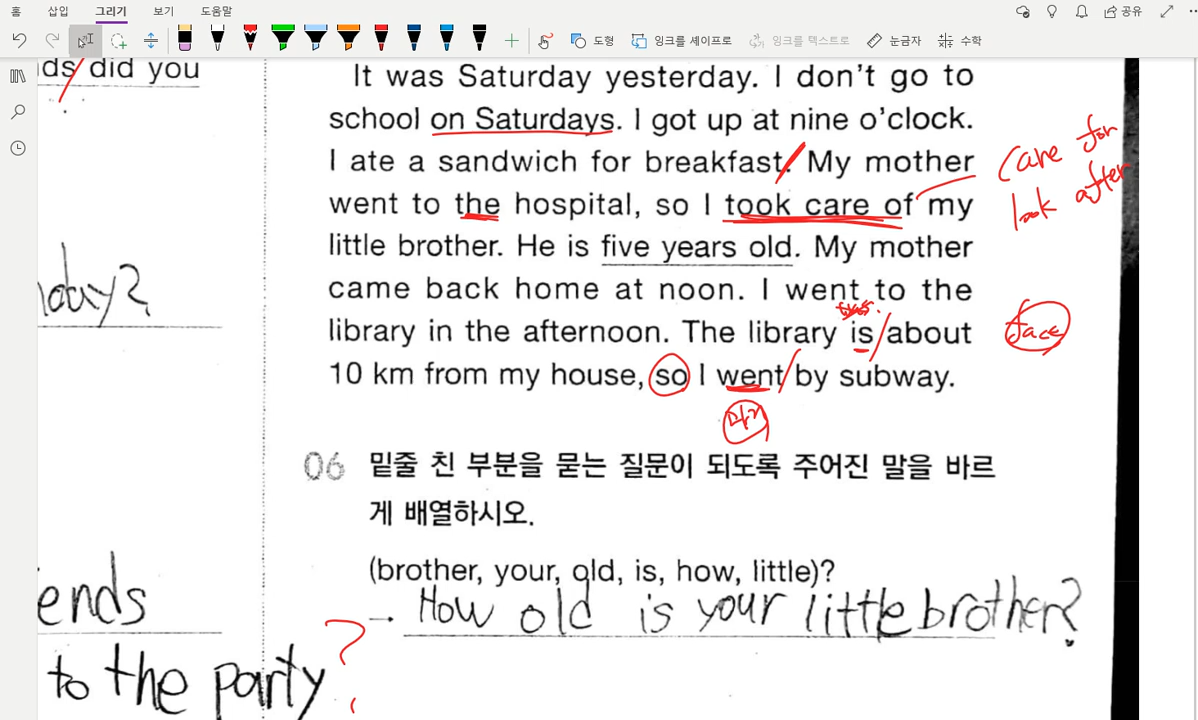 홈 삽입 그리기 보기 도움말
공유
도형 잉크를 셰이프로 잉크를 텍스트로 눈금자 수학
ds did you
It was Saturday yesterday. I don't go to
school on Saturdays. I got up at nine o'clock.
I ate a sandwich for breakfast. My mother
care for
went to the hospital, so I took care of my
look after
little brother. He is five years old. My mother
day?
came back home at noon. I went to the
library in the afternoon. The library is about
10 km from my house, so I went by subway.
06 밑줄 친 부분을 묻는 질문이 되도록 주어진 말을 바르
게 배열하시오.
(brother, your, old, is, how, little)?
ends
→ How old is your little brother?
to the party?